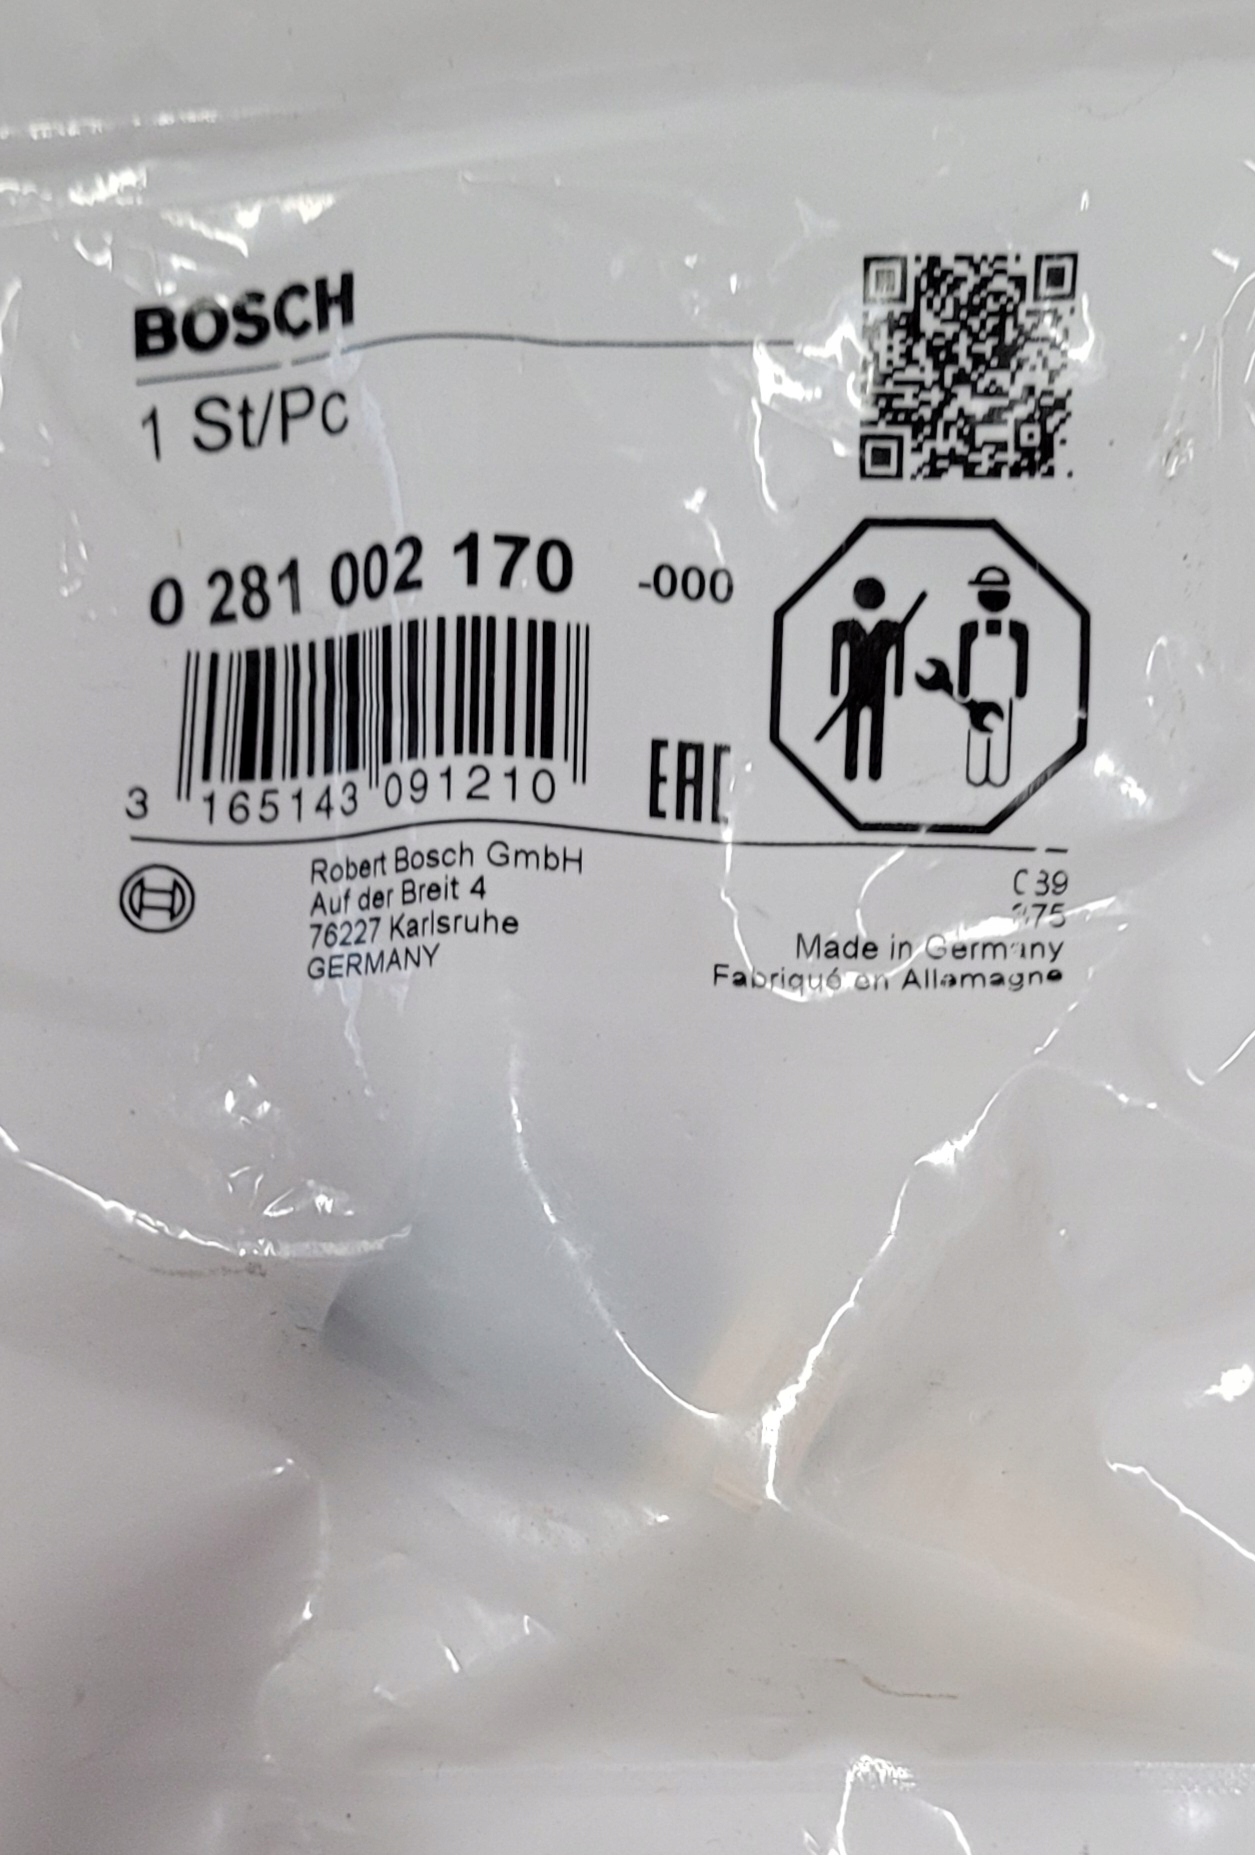 BOSCH
1 St/Pc
0 281 002 170 -000
3 165143 091210
EAC
Robert Bosch GmbH
Auf der Breit 4
76227 Karlsruhe
GERMANY
C 39
Made in Germany
Fabriqué en Allemagne